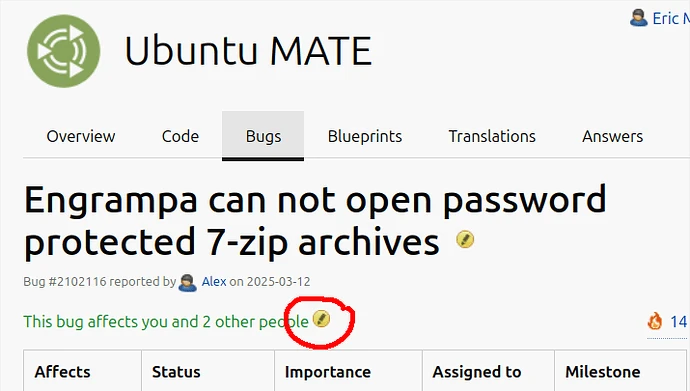 Eric M
Ubuntu MATE
Overview Code Bugs Blueprints Translations Answers
Engrampa can not open password
protected 7-zip archives
Bug #2102116 reported by Alex on 2025-03-12
This bug affects you and 2 other people 14
Affects Status Importance Assigned to Milestone